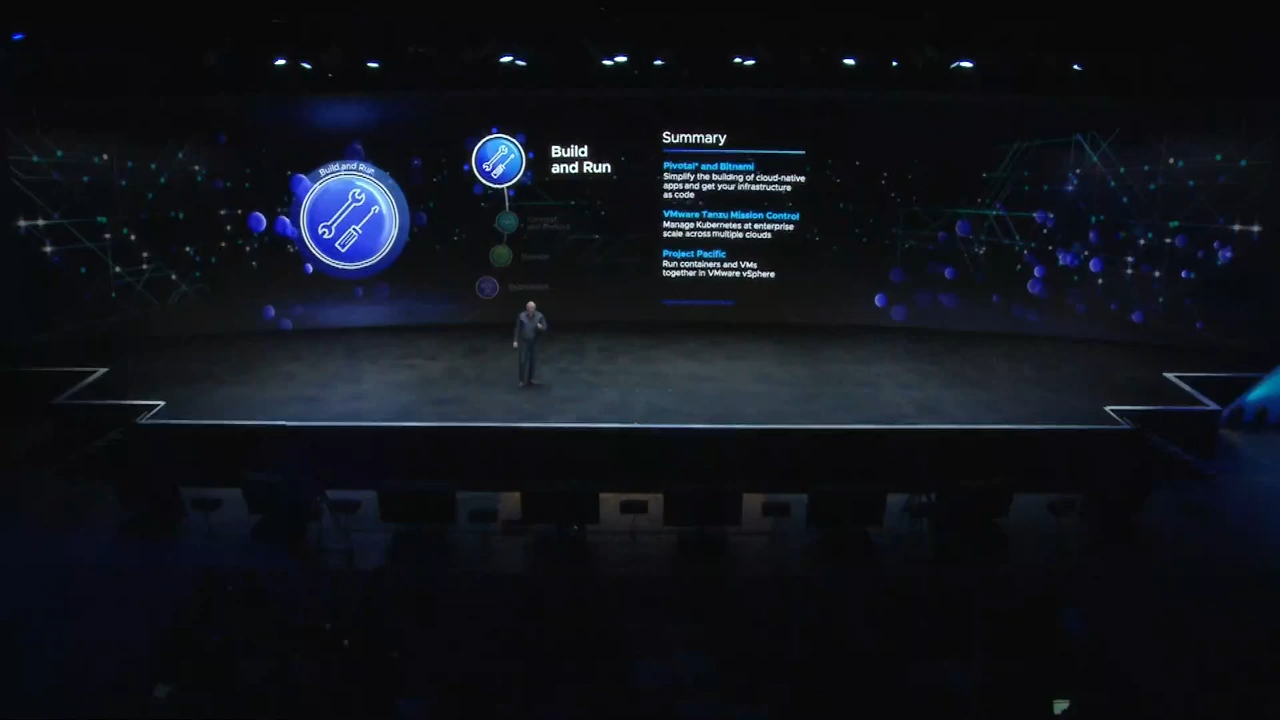 Build and Run
Build
and Run
Summary
Pivotal* and Bitnami
Simplify the building of cloud-native
apps and get your infrastructure
as code
VMware Tanzu Mission Control
Manage Kubernetes at enterprise
scale across multiple clouds
Project Pacific
Run containers and VMs
together in VMware vSphere